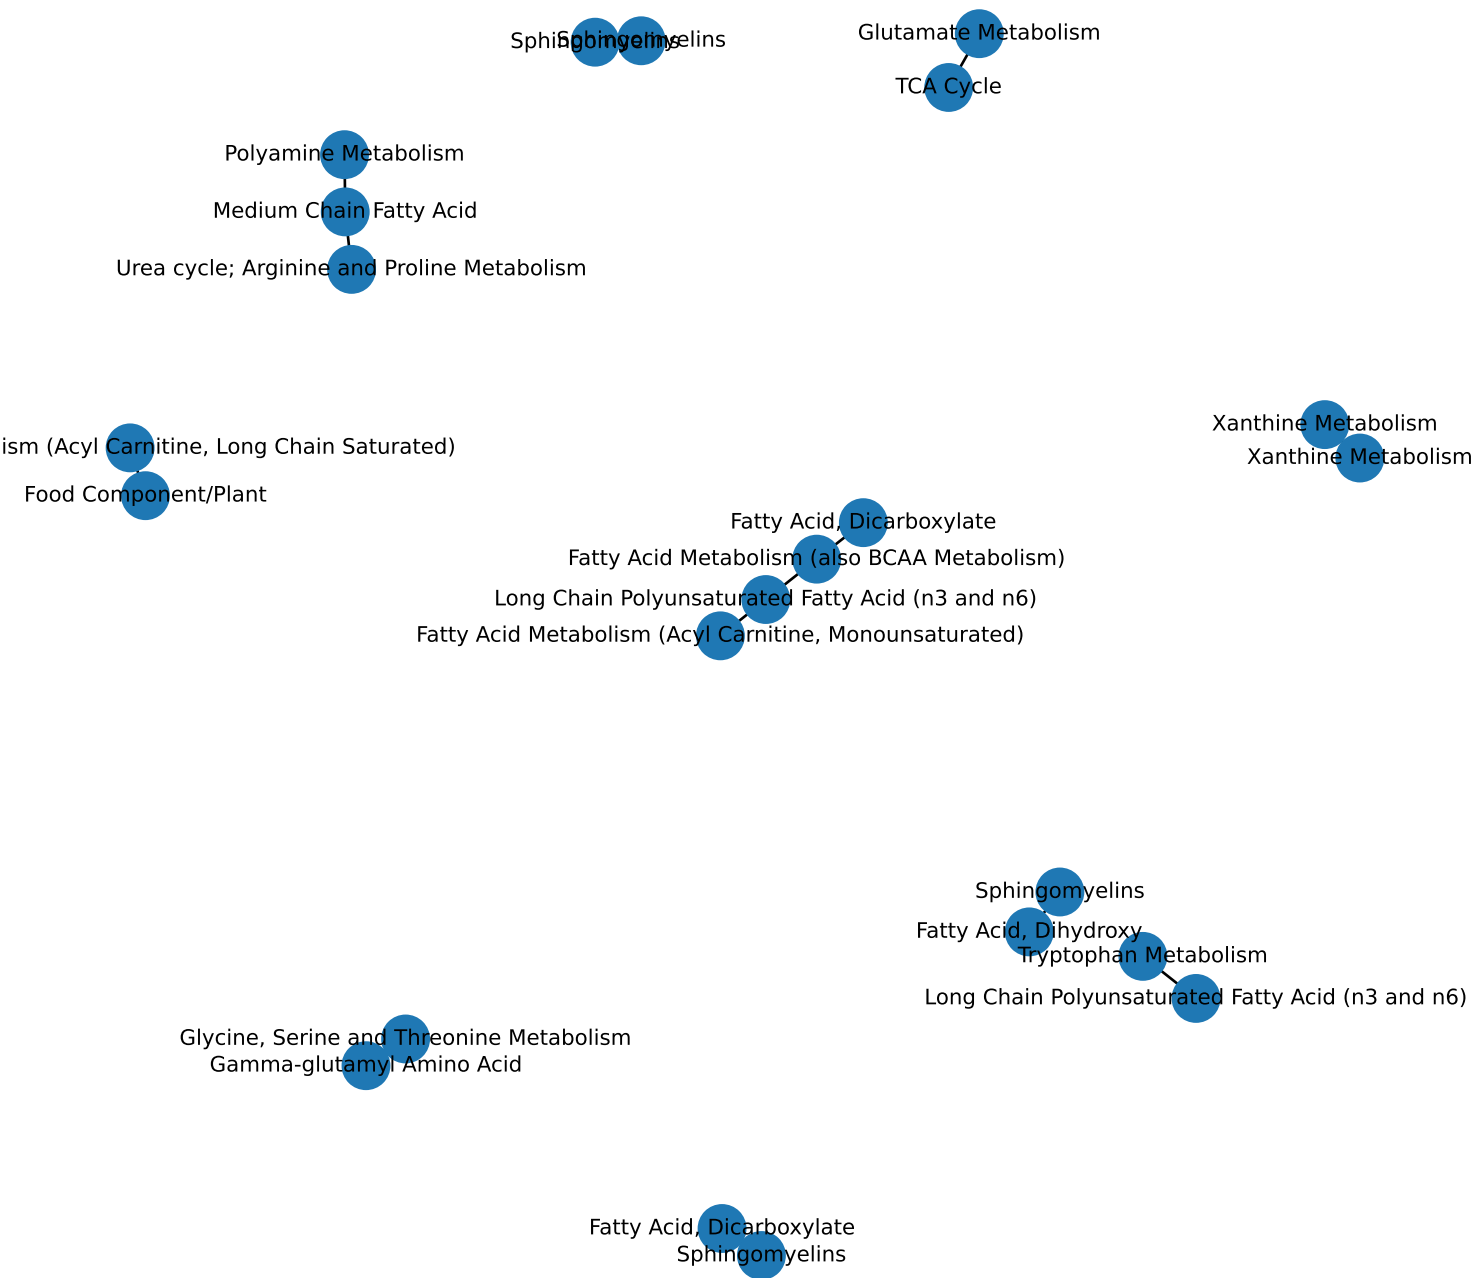 Sphingomyelins
Sphingomyelins
Glutamate Metabolism
TCA Cycle
Polyamine Metabolism
Medium Chain Fatty Acid
Urea cycle; Arginine and Proline Metabolism
Xanthine Metabolism
ism (Acyl Carnitine, Long Chain Saturated)
Xanthine Metabolism
Food Component/Plant
Fatty Acid, Dicarboxylate
Fatty Acid Metabolism (also BCAA Metabolism)
Long Chain Polyunsaturated Fatty Acid (n3 and n6)
Fatty Acid Metabolism (Acyl Carnitine, Monounsaturated)
Sphingomyelins
Fatty Acid, Dihydroxy
Tryptophan Metabolism
Long Chain Polyunsaturated Fatty Acid (n3 and n6)
Glycine, Serine and Threonine Metabolism
Gamma-glutamyl Amino Acid
Fatty Acid, Dicarboxylate
Sphingomyelins